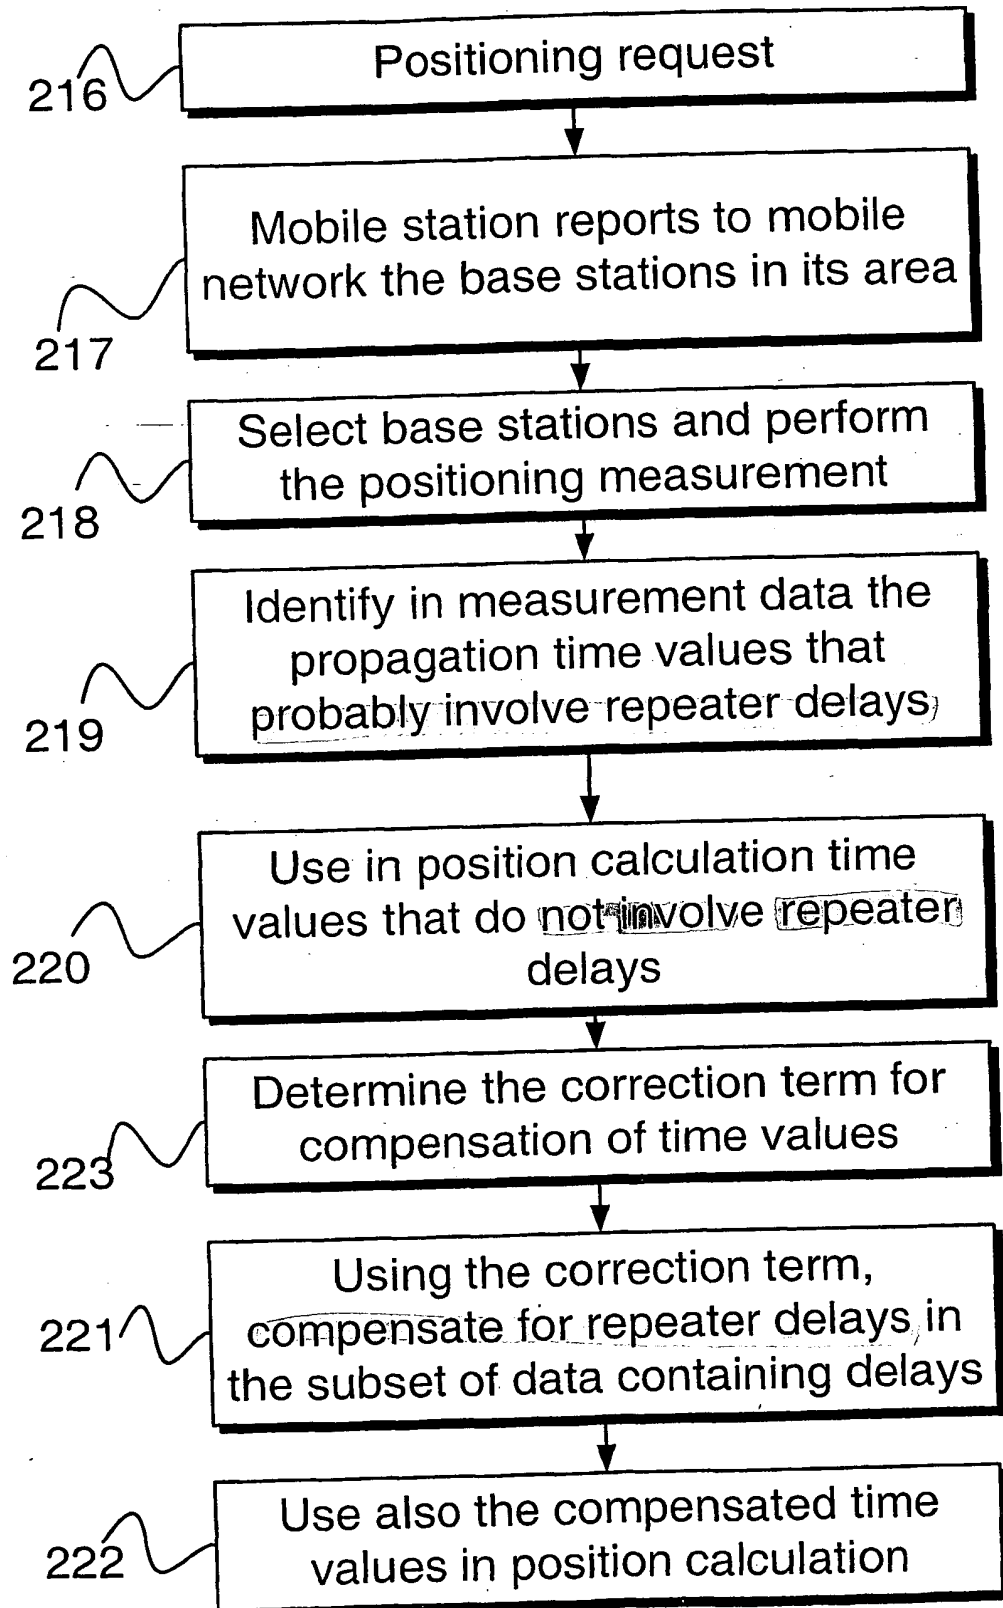 Positioning request
216
Mobile station reports to mobile
network the base stations in its area
217
Select base stations and perform
the positioning measurement
218
Identify in measurement data the
propagation time values that
probably involve repeater delays
219
Use in position calculation time
values that do not involve repeater
delays
220
Determine the correction term for
compensation of time values
223
Using the correction term,
compensate for repeater delays in
the subset of data containing delays
221
Use also the compensated time
values in position calculation
222